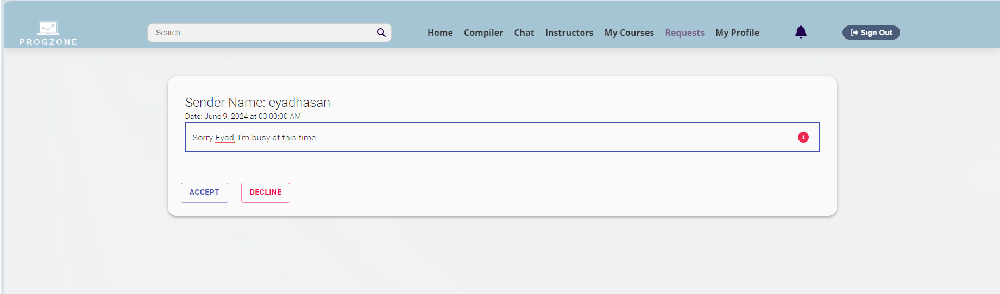 PROGZONE
Search...
Home Compiler Chat Instructors My Courses Requests My Profile
Sign Out
Sender Name: eyadhasan
Date: June 9, 2024 at 03:00:00 AM
Sorry Eyad, I'm busy at this time
1
ACCEPT DECLINE